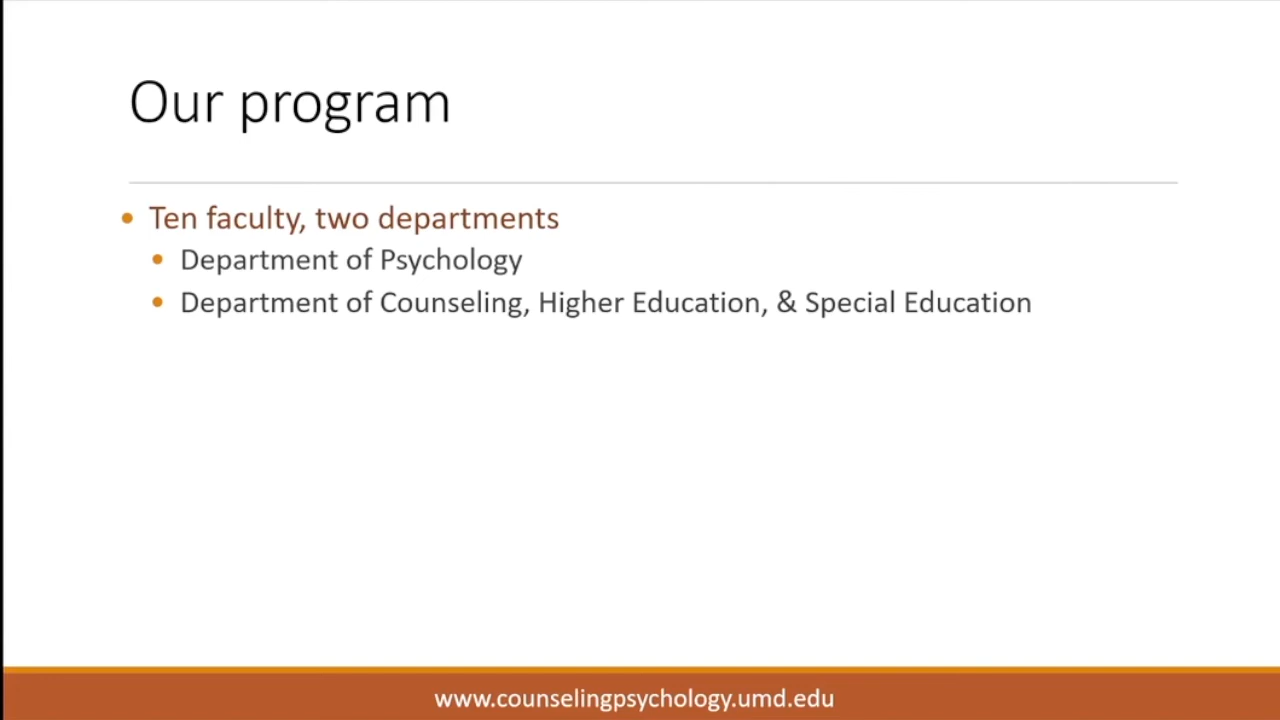 Our program
Ten faculty, two departments
Department of Psychology
Department of Counseling, Higher Education, & Special Education
www.counselingpsychology.umd.edu